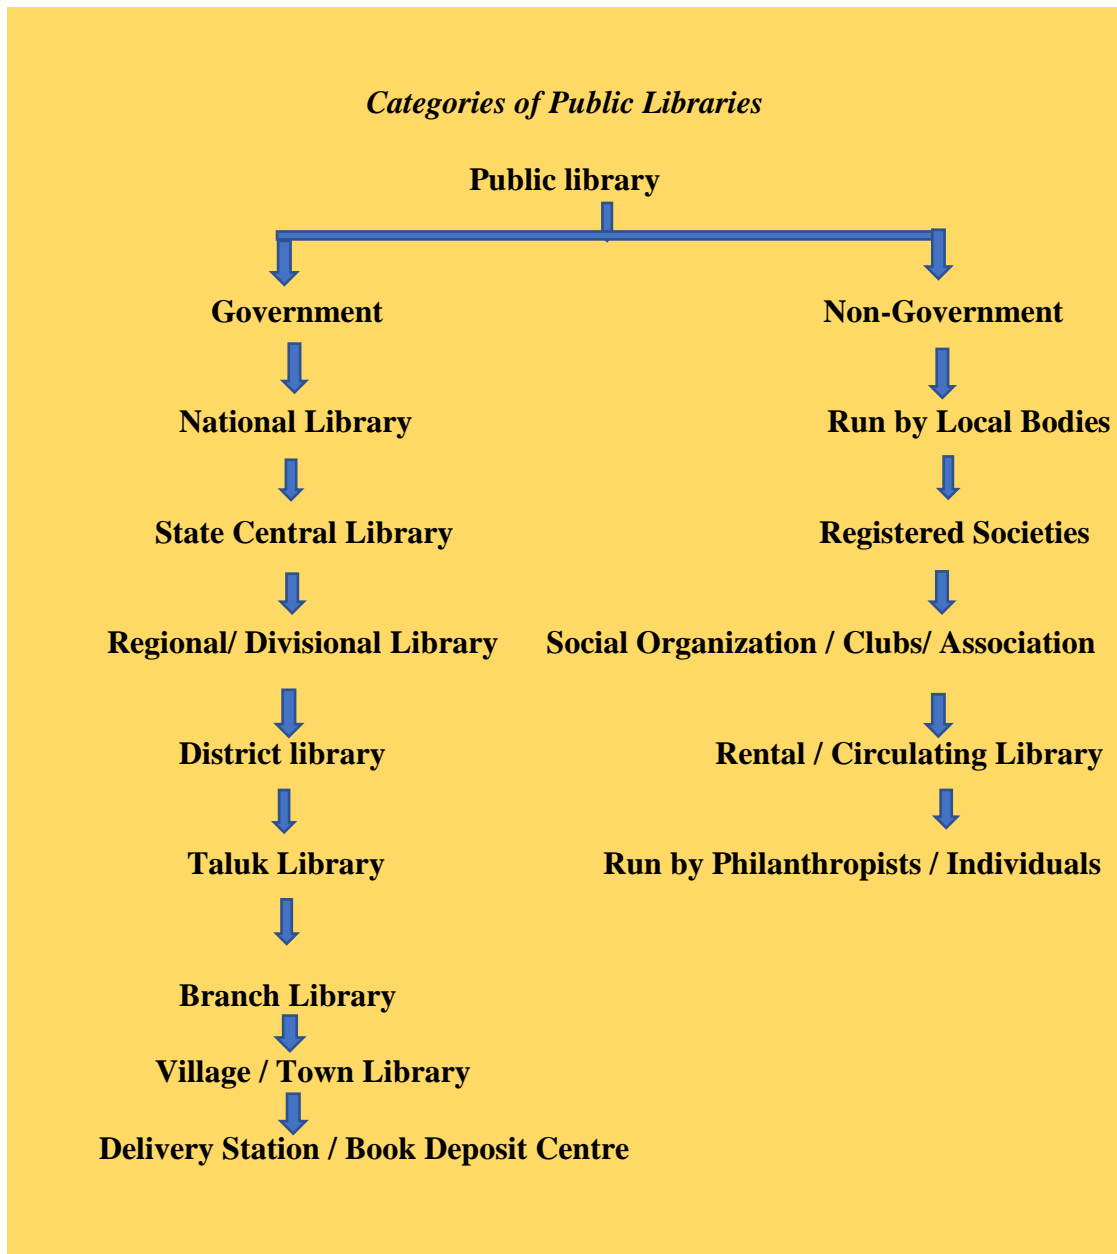 Categories of Public Libraries
Public library
Government
Non-Government
National Library
Run by Local Bodies
State Central Library
Registered Societies
Regional/ Divisional Library
Social Organization / Clubs/ Association
District library
Rental / Circulating Library
Taluk Library
Run by Philanthropists / Individuals
Branch Library
Village / Town Library
Delivery Station / Book Deposit Centre